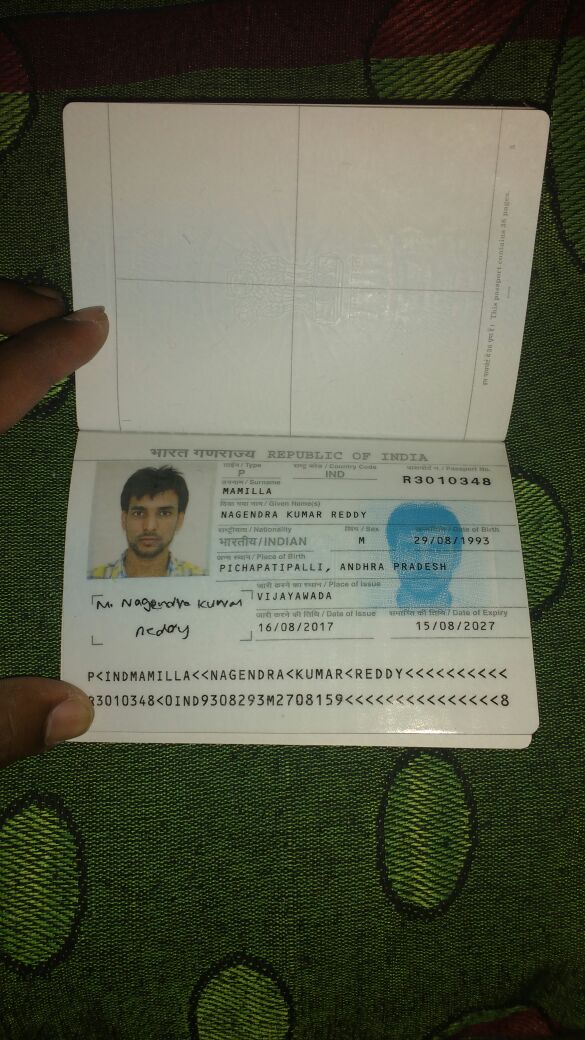 इस पासपोर्ट में 36 पृष्ठ हैं। This passport contains 36 pages.
भारत गणराज्य REPUBLIC OF INDIA
टाईप / Type राष्ट्र कोड / Country Code पासपोर्ट न. / Passport No.
P IND R3010348
उपनाम / Surname
MAMILLA
दिया गया नाम / Given Name(s)
NAGENDRA KUMAR REDDY
राष्ट्रीयता / Nationality लिंग / Sex जन्मतिथि / Date of Birth
भारतीय / INDIAN M 29/08/1993
जन्म स्थान / Place of Birth
PICHAPATIPALLI, ANDHRA PRADESH
जारी करने का स्थान / Place of Issue
VIJAYAWADA
जारी करने की तिथि / Date of Issue समाप्ति की तिथि / Date of Expiry
16/08/2017 15/08/2027
M. Nagendra Kumar
Reddy
P<INDMAMILLA<<NAGENDRA<KUMAR<REDDY<<<<<<<<<<
R3010348<0IND9308293M2708159<<<<<<<<<<<<<<<8